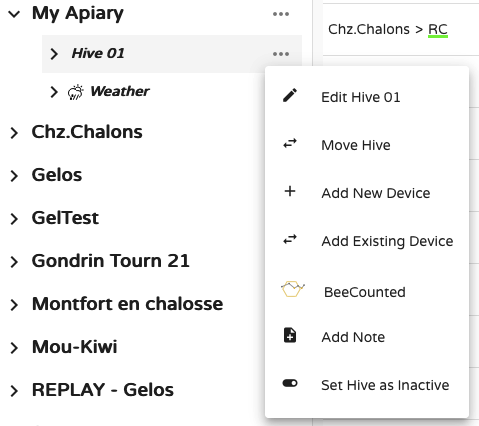 My Apiary
Hive 01
Weather
Chz.Chalons
Gelos
GelTest
Gondrin Tourn 21
Montfort en chalosse
Mou-Kiwi
REPLAY - Gelos
Chz.Chalons > RC
Edit Hive 01
Move Hive
Add New Device
Add Existing Device
BeeCounted
Add Note
Set Hive as Inactive